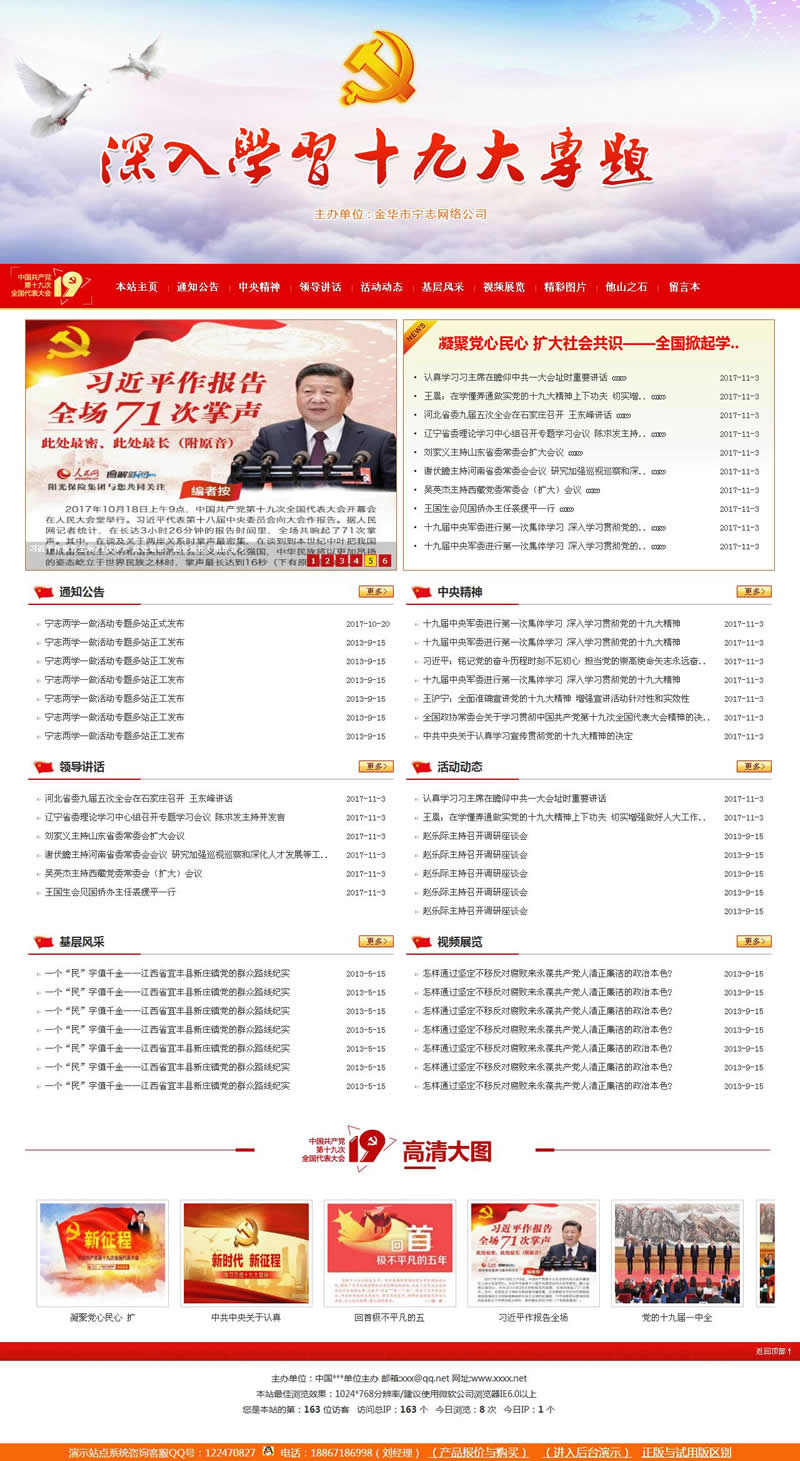 深入學習十九大專題
主办单位：金华市宁志网络公司
中国共产党
第十九次
全国代表大会
19
本站主页 通知公告 中央精神 领导讲话 活动动态 基层风采 视频展览 精彩图片 他山之石 留言本
习近平作报告
全场71次掌声
此处最密、此处最长（附原音）
人民网 图解新闻
阳光保险集团与您共同关注
编者按
2017年10月18日上午9点，中国共产党第十九次全国代表大会开幕会
在人民大会堂举行。习近平代表第十八届中央委员会向大会作报告。据人民
网记者统计，在长达3小时26分钟的报告时间里，全场共响起了71次掌
声。其中，在谈及关于两岸关系时掌声最密集，在谈到到本世纪中叶把我国
1 2 3 4 5 6
NEWS
凝聚党心民心 扩大社会共识——全国掀起学..
认真学习习主席在瞻仰中共一大会址时重要讲话 2017-11-3
王晨：在学懂弄通做实党的十九大精神上下功夫 切实增.. 2017-11-3
河北省委九届五次全会在石家庄召开 王东峰讲话 2017-11-3
辽宁省委理论学习中心组召开专题学习会议 陈求发主持.. 2017-11-3
刘家义主持山东省委常委会扩大会议 2017-11-3
谢伏瞻主持河南省委常委会会议 研究加强巡视巡察和深.. 2017-11-3
吴英杰主持西藏党委常委会（扩大）会议 2017-11-3
王国生会见国侨办主任裘援平一行 2017-11-3
十九届中央军委进行第一次集体学习 深入学习贯彻党的.. 2017-11-3
十九届中央军委进行第一次集体学习 深入学习贯彻党的.. 2017-11-3
通知公告 更多>
宁志两学一做活动专题多站正式发布 2017-10-20
宁志两学一做活动专题多站正工发布 2013-9-15
宁志两学一做活动专题多站正工发布 2013-9-15
宁志两学一做活动专题多站正工发布 2013-9-15
宁志两学一做活动专题多站正工发布 2013-9-15
宁志两学一做活动专题多站正工发布 2013-9-15
宁志两学一做活动专题多站正工发布 2013-9-15
中央精神 更多>
十九届中央军委进行第一次集体学习 深入学习贯彻党的十九大精神 2017-11-3
十九届中央军委进行第一次集体学习 深入学习贯彻党的十九大精神 2017-11-3
习近平：铭记党的奋斗历程时刻不忘初心 担当党的崇高使命矢志永远奋.. 2017-11-3
十九届中央军委进行第一次集体学习 深入学习贯彻党的十九大精神 2017-11-3
王沪宁：全面准确宣讲党的十九大精神 增强宣讲活动针对性和实效性 2017-11-3
全国政协常委会关于学习贯彻中国共产党第十九次全国代表大会精神的决.. 2017-11-3
中共中央关于认真学习宣传贯彻党的十九大精神的决定 2017-11-3
领导讲话 更多>
河北省委九届五次全会在石家庄召开 王东峰讲话 2017-11-3
辽宁省委理论学习中心组召开专题学习会议 陈求发主持并发言 2017-11-3
刘家义主持山东省委常委会扩大会议 2017-11-3
谢伏瞻主持河南省委常委会会议 研究加强巡视巡察和深化人才发展等工.. 2017-11-3
吴英杰主持西藏党委常委会（扩大）会议 2017-11-3
王国生会见国侨办主任裘援平一行 2017-11-3
活动动态 更多>
认真学习习主席在瞻仰中共一大会址时重要讲话 2017-11-3
王晨：在学懂弄通做实党的十九大精神上下功夫 切实增强做好人大工作.. 2017-11-3
赵乐际主持召开调研座谈会 2013-9-15
赵乐际主持召开调研座谈会 2013-9-15
赵乐际主持召开调研座谈会 2013-9-15
赵乐际主持召开调研座谈会 2013-9-15
赵乐际主持召开调研座谈会 2013-9-15
基层风采 更多>
一个“民”字值千金——江西省宜丰县新庄镇党的群众路线纪实 2013-5-15
一个“民”字值千金——江西省宜丰县新庄镇党的群众路线纪实 2013-5-15
一个“民”字值千金——江西省宜丰县新庄镇党的群众路线纪实 2013-5-15
一个“民”字值千金——江西省宜丰县新庄镇党的群众路线纪实 2013-5-15
一个“民”字值千金——江西省宜丰县新庄镇党的群众路线纪实 2013-5-15
一个“民”字值千金——江西省宜丰县新庄镇党的群众路线纪实 2013-5-15
一个“民”字值千金——江西省宜丰县新庄镇党的群众路线纪实 2013-5-15
视频展览 更多>
怎样通过坚定不移反对腐败来永葆共产党人清正廉洁的政治本色? 2013-9-15
怎样通过坚定不移反对腐败来永葆共产党人清正廉洁的政治本色? 2013-9-15
怎样通过坚定不移反对腐败来永葆共产党人清正廉洁的政治本色? 2013-9-15
怎样通过坚定不移反对腐败来永葆共产党人清正廉洁的政治本色? 2013-9-15
怎样通过坚定不移反对腐败来永葆共产党人清正廉洁的政治本色? 2013-9-15
怎样通过坚定不移反对腐败来永葆共产党人清正廉洁的政治本色? 2013-9-15
怎样通过坚定不移反对腐败来永葆共产党人清正廉洁的政治本色? 2013-9-15
中国共产党
第十九次
全国代表大会
19 高清大图
新征程
新时代 新征程
回首
极不平凡的五年
习近平作报告
全场71次掌声
凝聚党心民心 扩 中共中央关于认真 回首极不平凡的五 习近平作报告全场 党的十九届一中全
返回顶部↑
主办单位：中国***单位主办 邮箱:xxx@qq.net 网址:www.xxxx.net
本站最佳浏览效果：1024*768分辨率/建议使用微软公司浏览器IE6.0以上
您是本站的第：163 位访客 访问总IP：163 个 今日浏览：8 次 今日IP：1 个
演示站点系统咨询客服QQ号：122470827 电话：18867186998（刘经理） （产品报价与购买） （进入后台演示） 正版与试用版区别